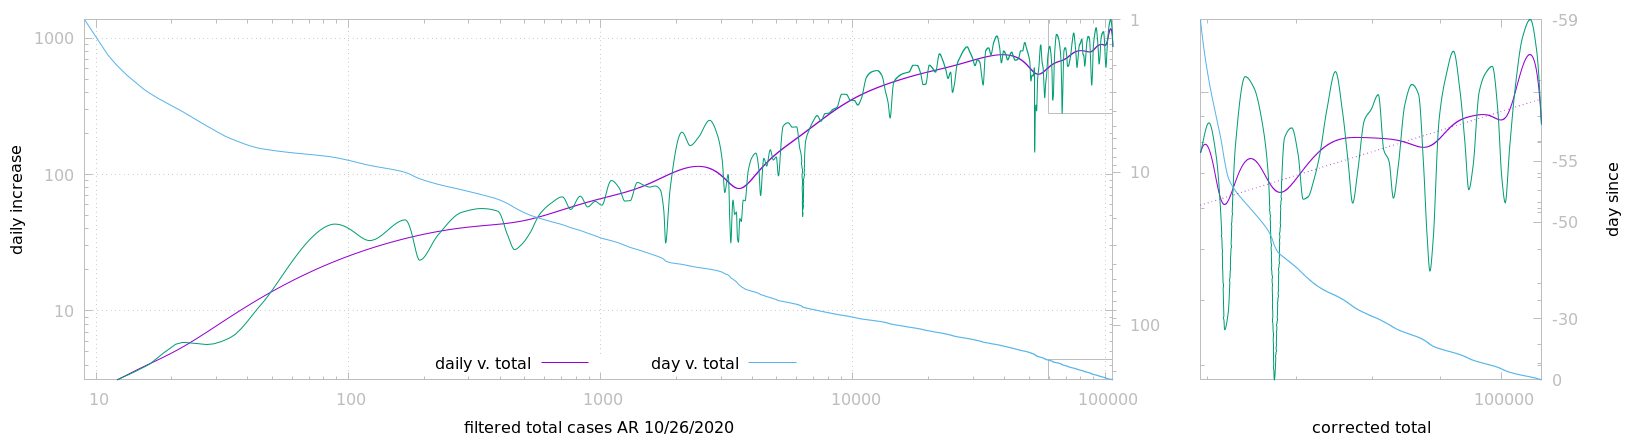 1000
100
10
daily increase
10
100
1000
10000
100000
filtered total cases AR 10/26/2020
daily v. total
day v. total
1
10
100
100000
corrected total
-59
-55
-50
-30
0
day since